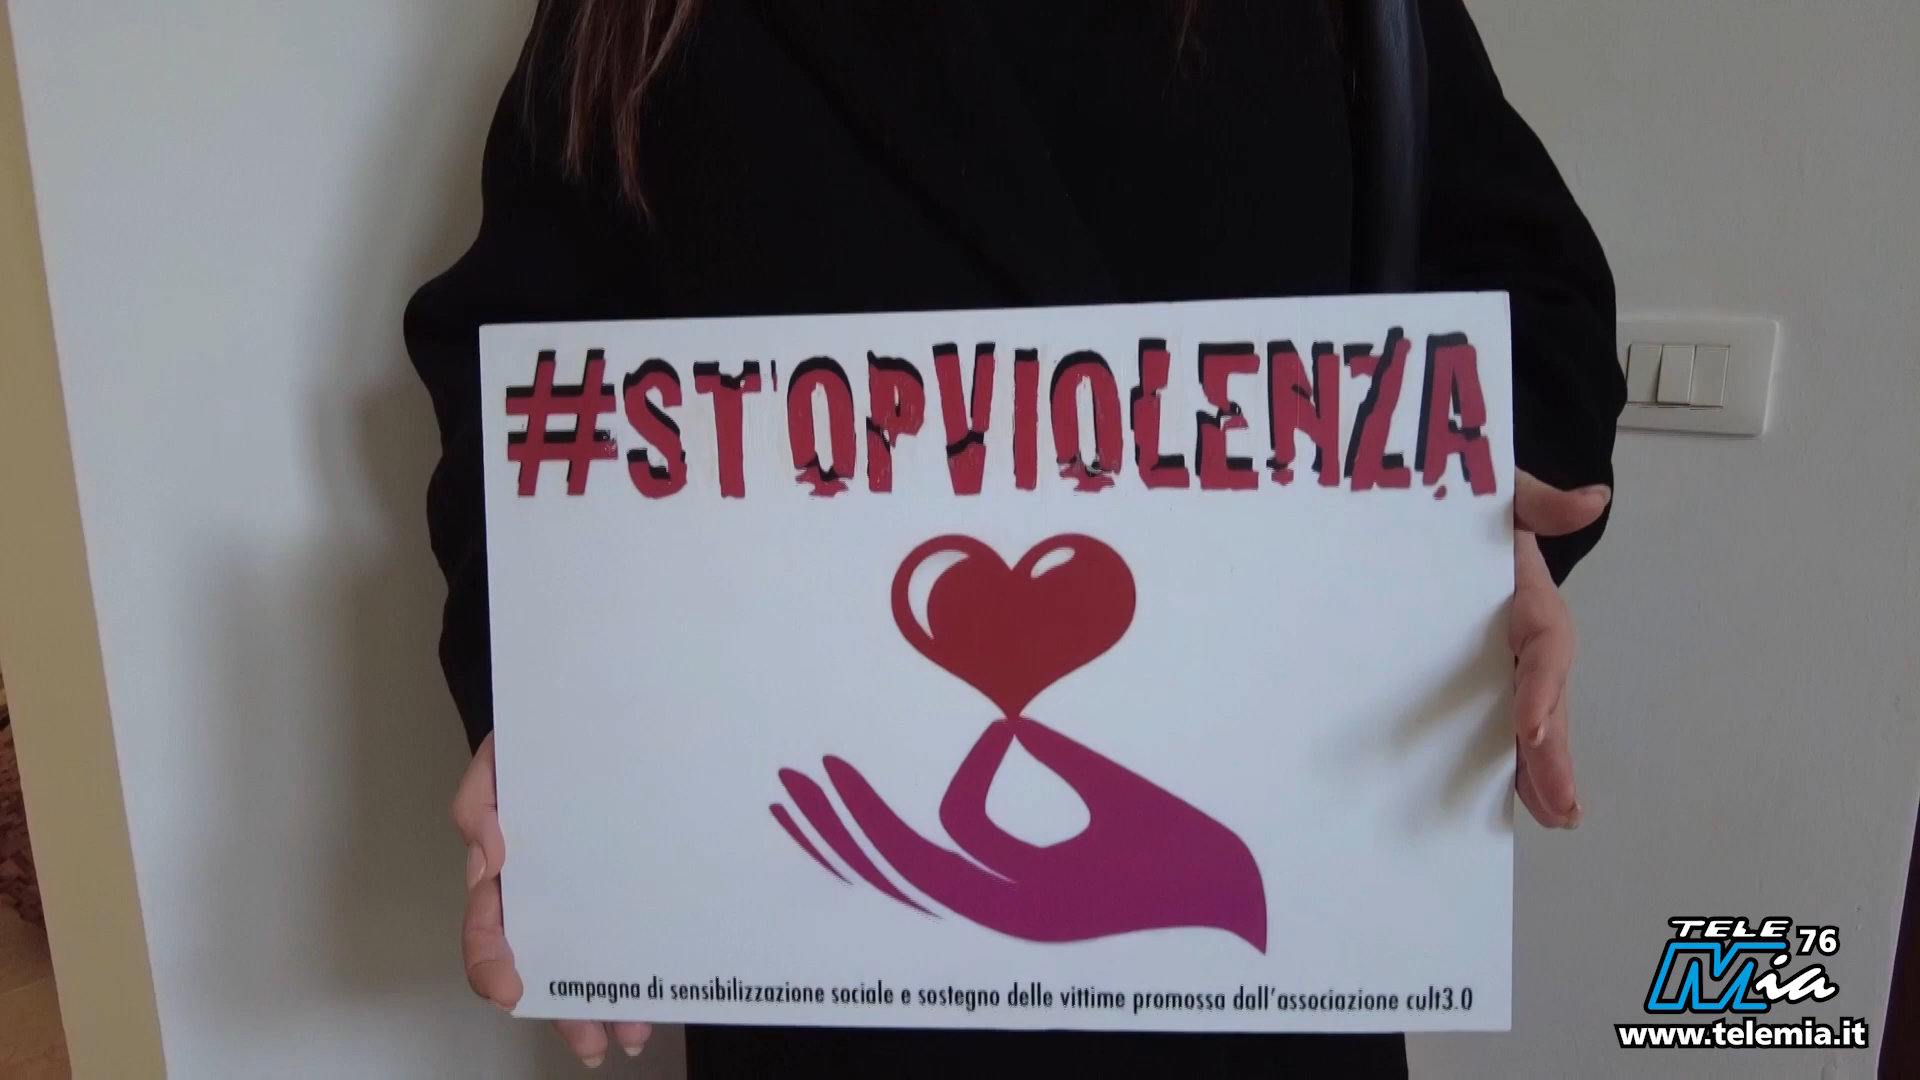 #STOPVIOLENZA
campagna di sensibilizzazione sociale e sostegno delle vittime promossa dall'associazione cult3.0
TELE
Mia 76
www.telemia.it